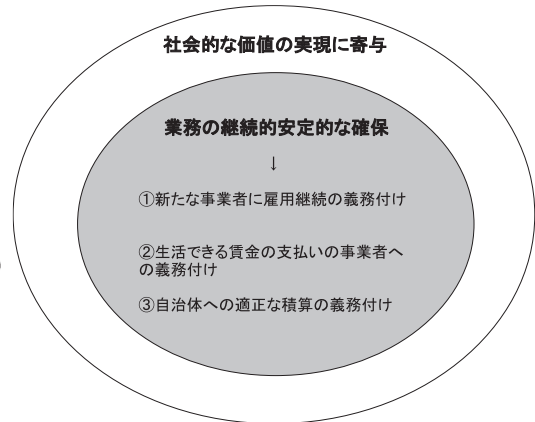 社会的な価値の実現に寄与
業務の継続的安定的な確保
↓
①新たな事業者に雇用継続の義務付け
②生活できる賃金の支払いの事業者へ
の義務付け
③自治体への適正な積算の義務付け